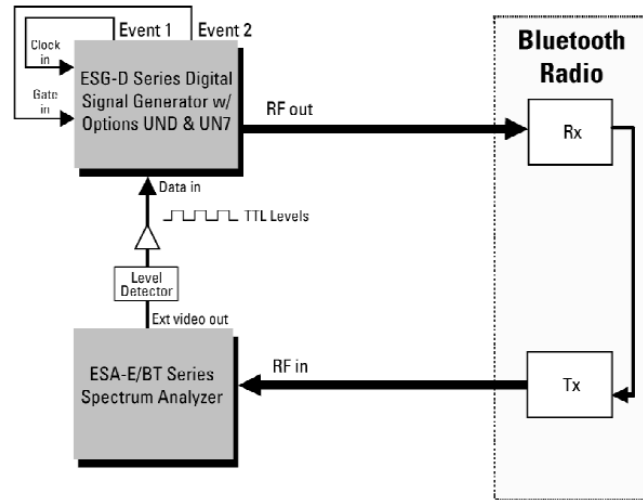 Event 1
Event 2
Clock
in
Gate
in
ESG-D Series Digital
Signal Generator w/
Options UND & UN7
RF out
Bluetooth
Radio
Rx
Data in
TTL Levels
Level
Detector
Ext video out
ESA-E/BT Series
Spectrum Analyzer
RF in
Tx